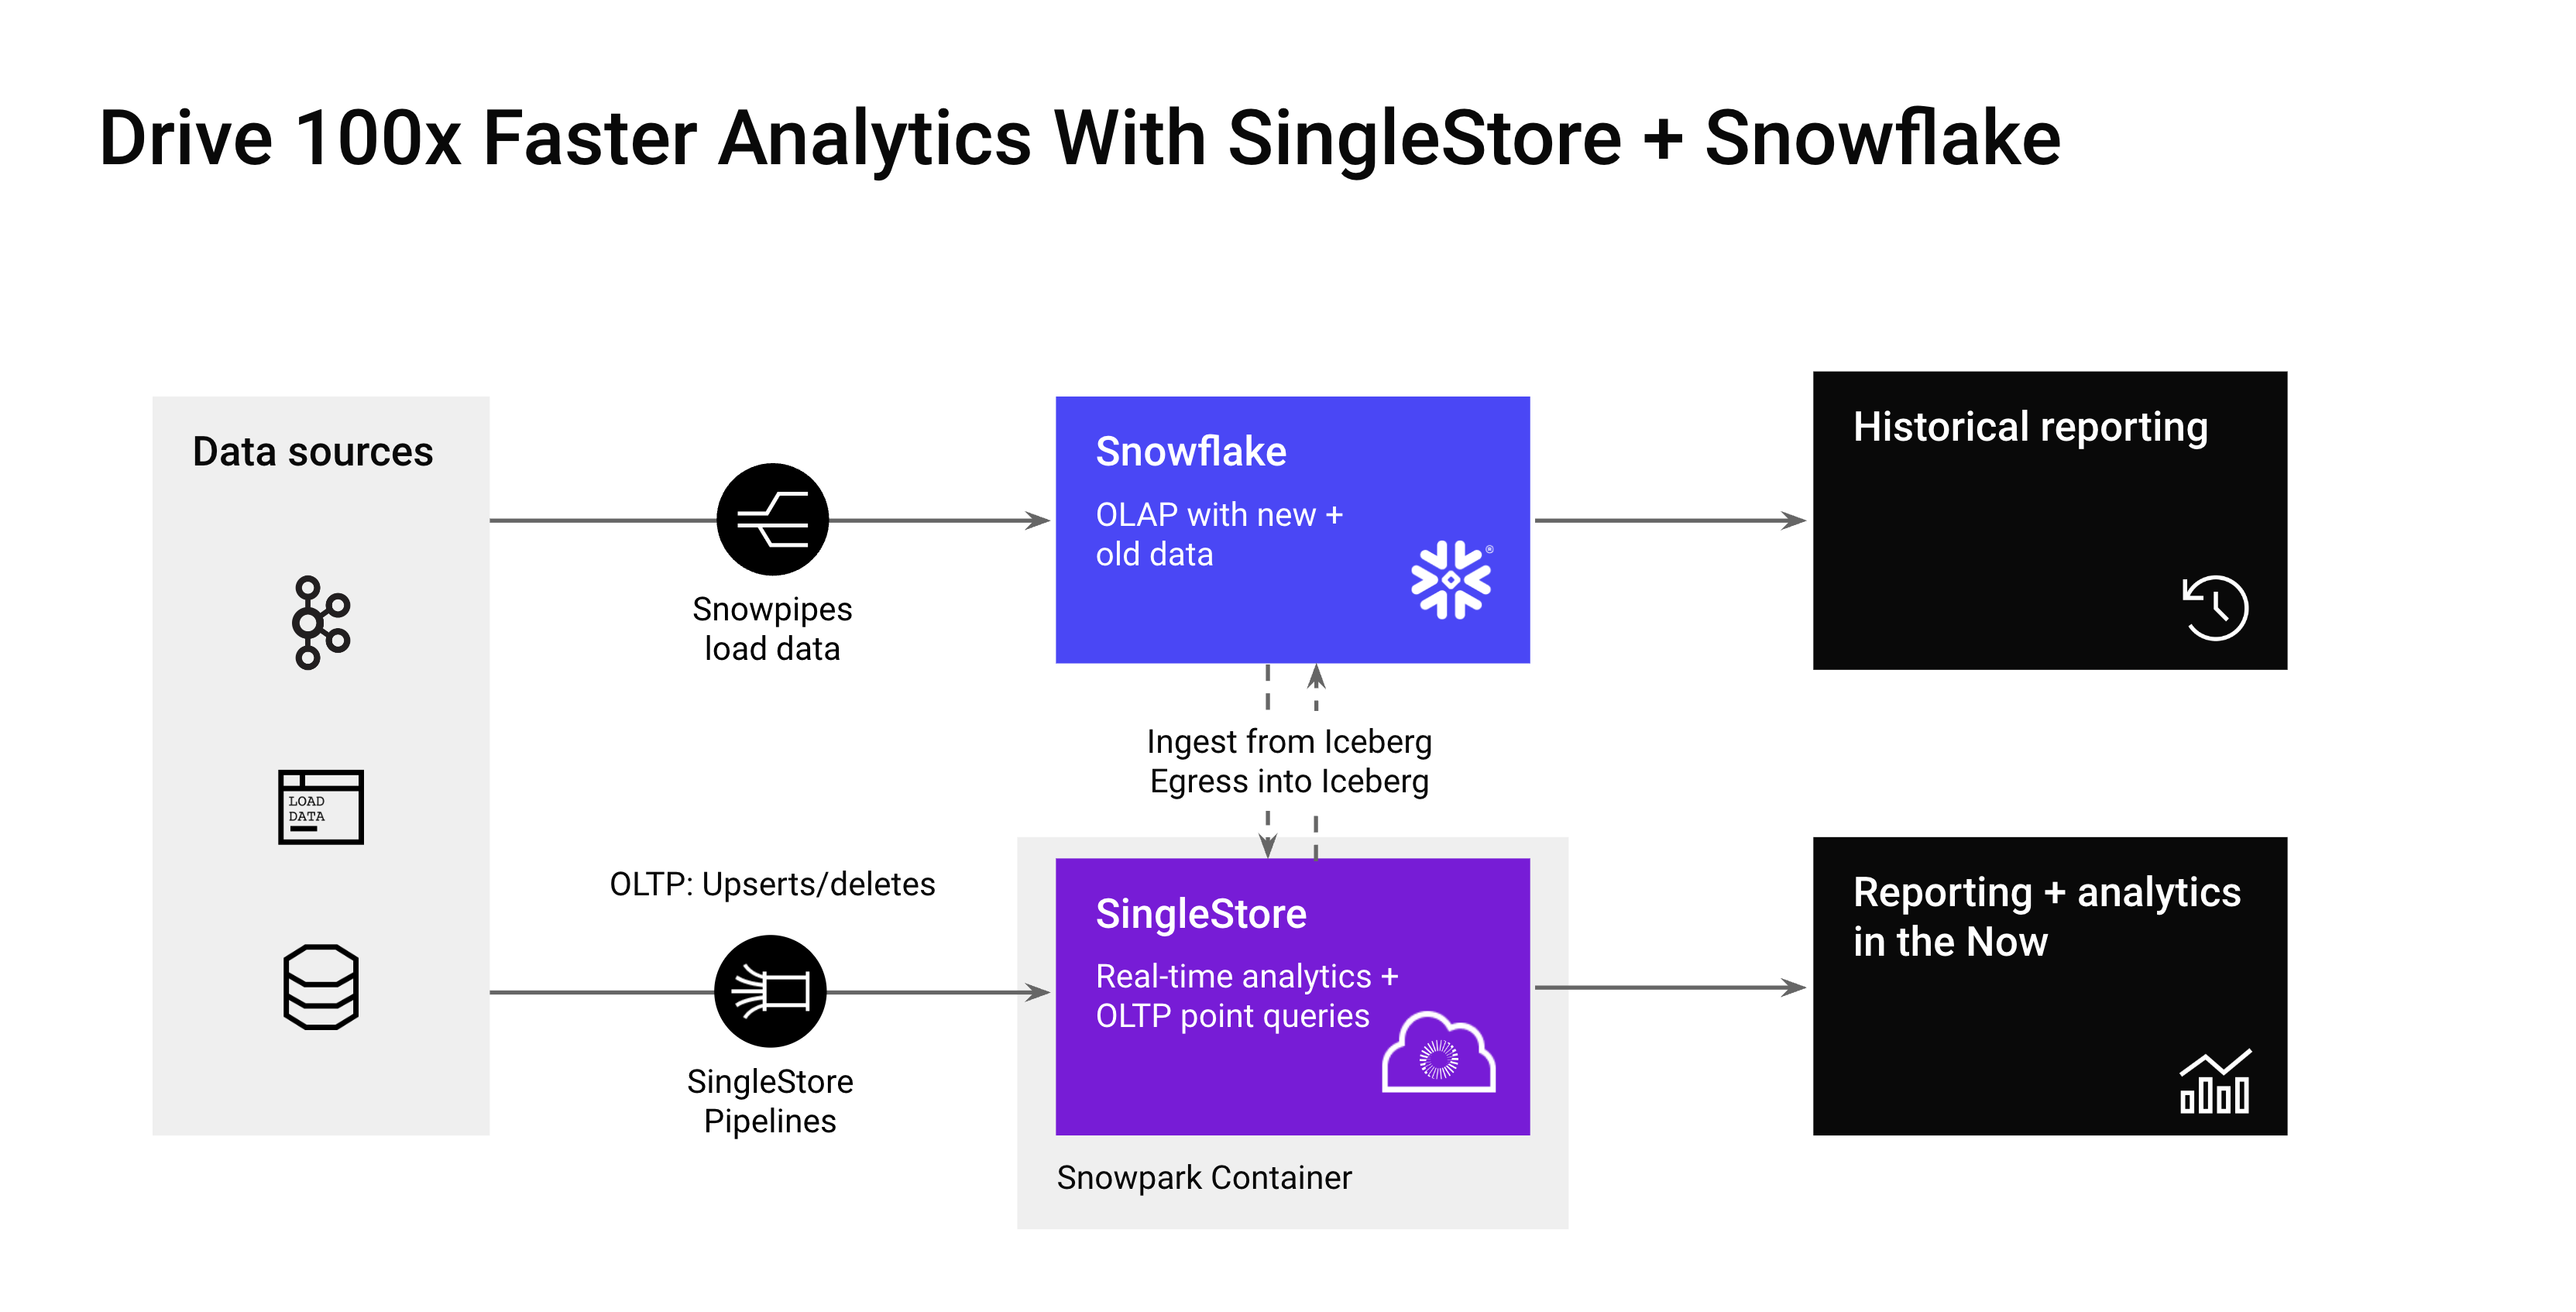 Drive 100x Faster Analytics With SingleStore + Snowflake
Data sources
LOAD
DATA
Snowpipes
load data
OLTP: Upserts/deletes
SingleStore
Pipelines
Snowflake
OLAP with new +
old data
®
Ingest from Iceberg
Egress into Iceberg
SingleStore
Real-time analytics +
OLTP point queries
Snowpark Container
Historical reporting
Reporting + analytics
in the Now